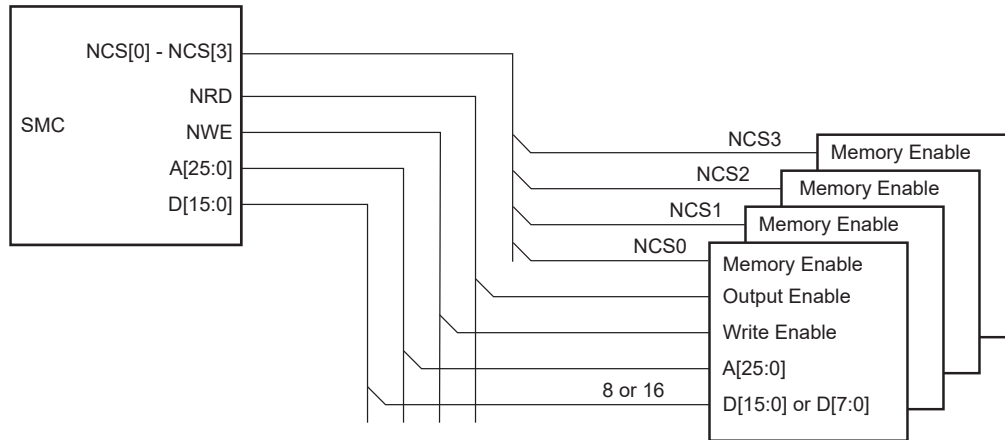 NCS[0] - NCS[3]
NRD
SMC
NWE
A[25:0]
D[15:0]
NCS3
Memory Enable
NCS2
Memory Enable
NCS1
Memory Enable
NCS0
Memory Enable
Output Enable
Write Enable
A[25:0]
8 or 16
D[15:0] or D[7:0]